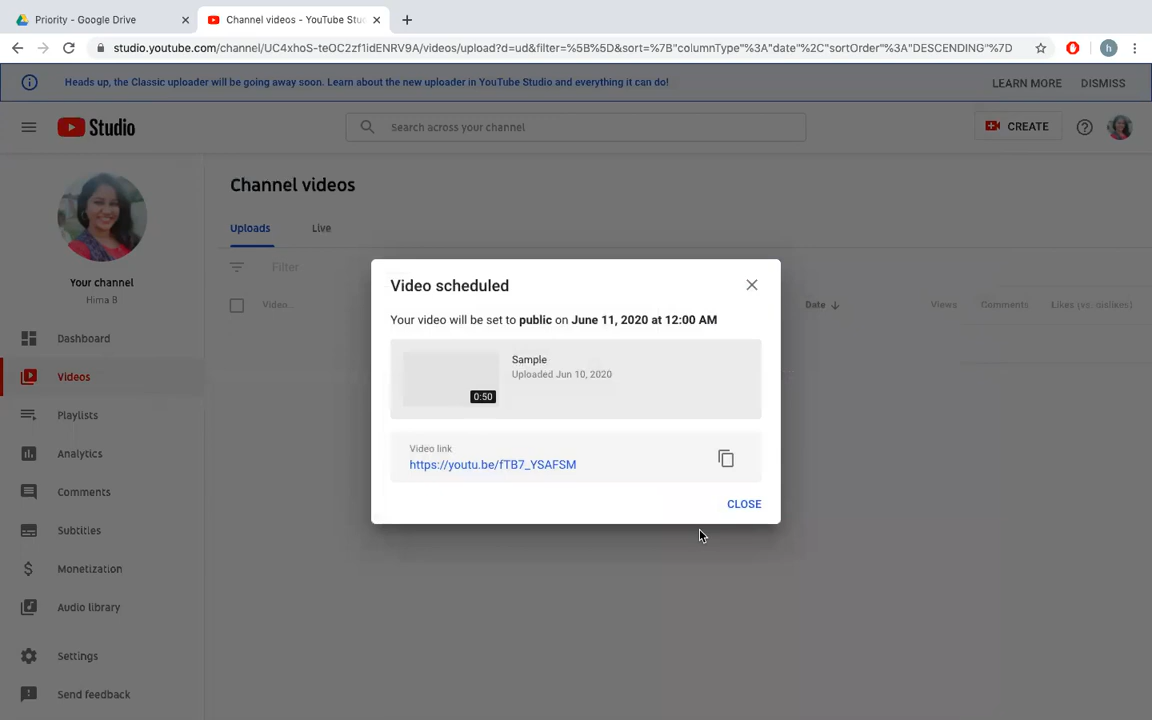 Priority - Google Drive
Channel videos - YouTube Stu
studio.youtube.com/channel/UC4xhoS-teOC2zf1idENRV9A/videos/upload?d=ud&filter=%5B%5D&sort=%7B"columnType"%3A"date"%2C"sortOrder"%3A"DESCENDING"%7D
h
Heads up, the Classic uploader will be going away soon. Learn about the new uploader in YouTube Studio and everything it can do!
LEARN MORE
DISMISS
Studio
Search across your channel
CREATE
Your channel
Hima B
Dashboard
Videos
Playlists
Analytics
Comments
Subtitles
Monetization
Audio library
Settings
Send feedback
Channel videos
Uploads
Live
Filter
Video
Date
Views
Comments
Likes (vs. dislikes)
Video scheduled
Your video will be set to public on June 11, 2020 at 12:00 AM
Sample
Uploaded Jun 10, 2020
0:50
Video link
https://youtu.be/fTB7_YSAFSM
CLOSE